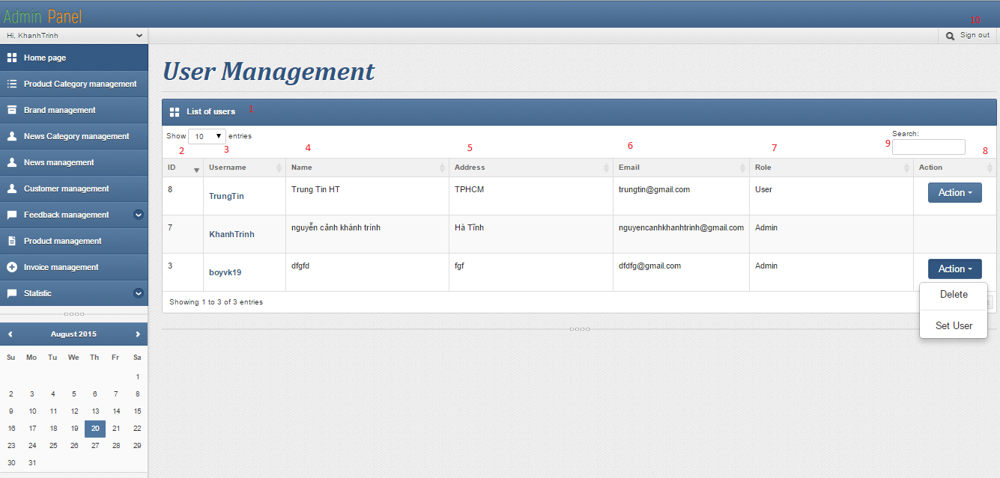 Admin Panel
10
Hi, KhanhTrinh
Sign out
Home page
Product Category management
Brand management
News Category management
News management
Customer management
Feedback management
Product management
Invoice management
Statistic
August 2015
Su Mo Tu We Th Fr Sa
1
2 3 4 5 6 7 8
9 10 11 12 13 14 15
16 17 18 19 20 21 22
23 24 25 26 27 28 29
30 31
User Management
List of users 1
Show 10 entries
Search:
2 3 4 5 6 7 9 8
ID Username Name Address Email Role Action
8 TrungTin Trung Tin HT TPHCM trungtin@gmail.com User Action
7 KhanhTrinh nguyễn cảnh khánh trình Hà Tĩnh nguyencanhkhanhtrinh@gmail.com Admin
3 boyvk19 dfgfd fgf dfdfg@gmail.com Admin Action
Delete
Set User
Showing 1 to 3 of 3 entries